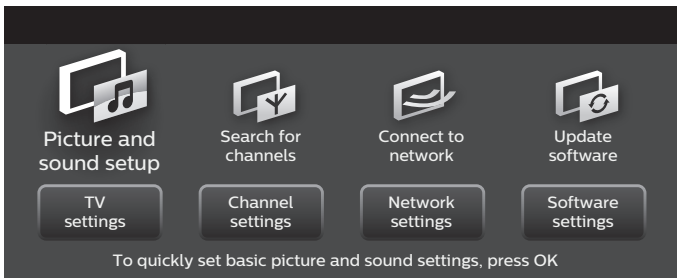 Picture and
sound setup
Search for
channels
Connect to
network
Update
software
TV
settings
Channel
settings
Network
settings
Software
settings
To quickly set basic picture and sound settings, press OK